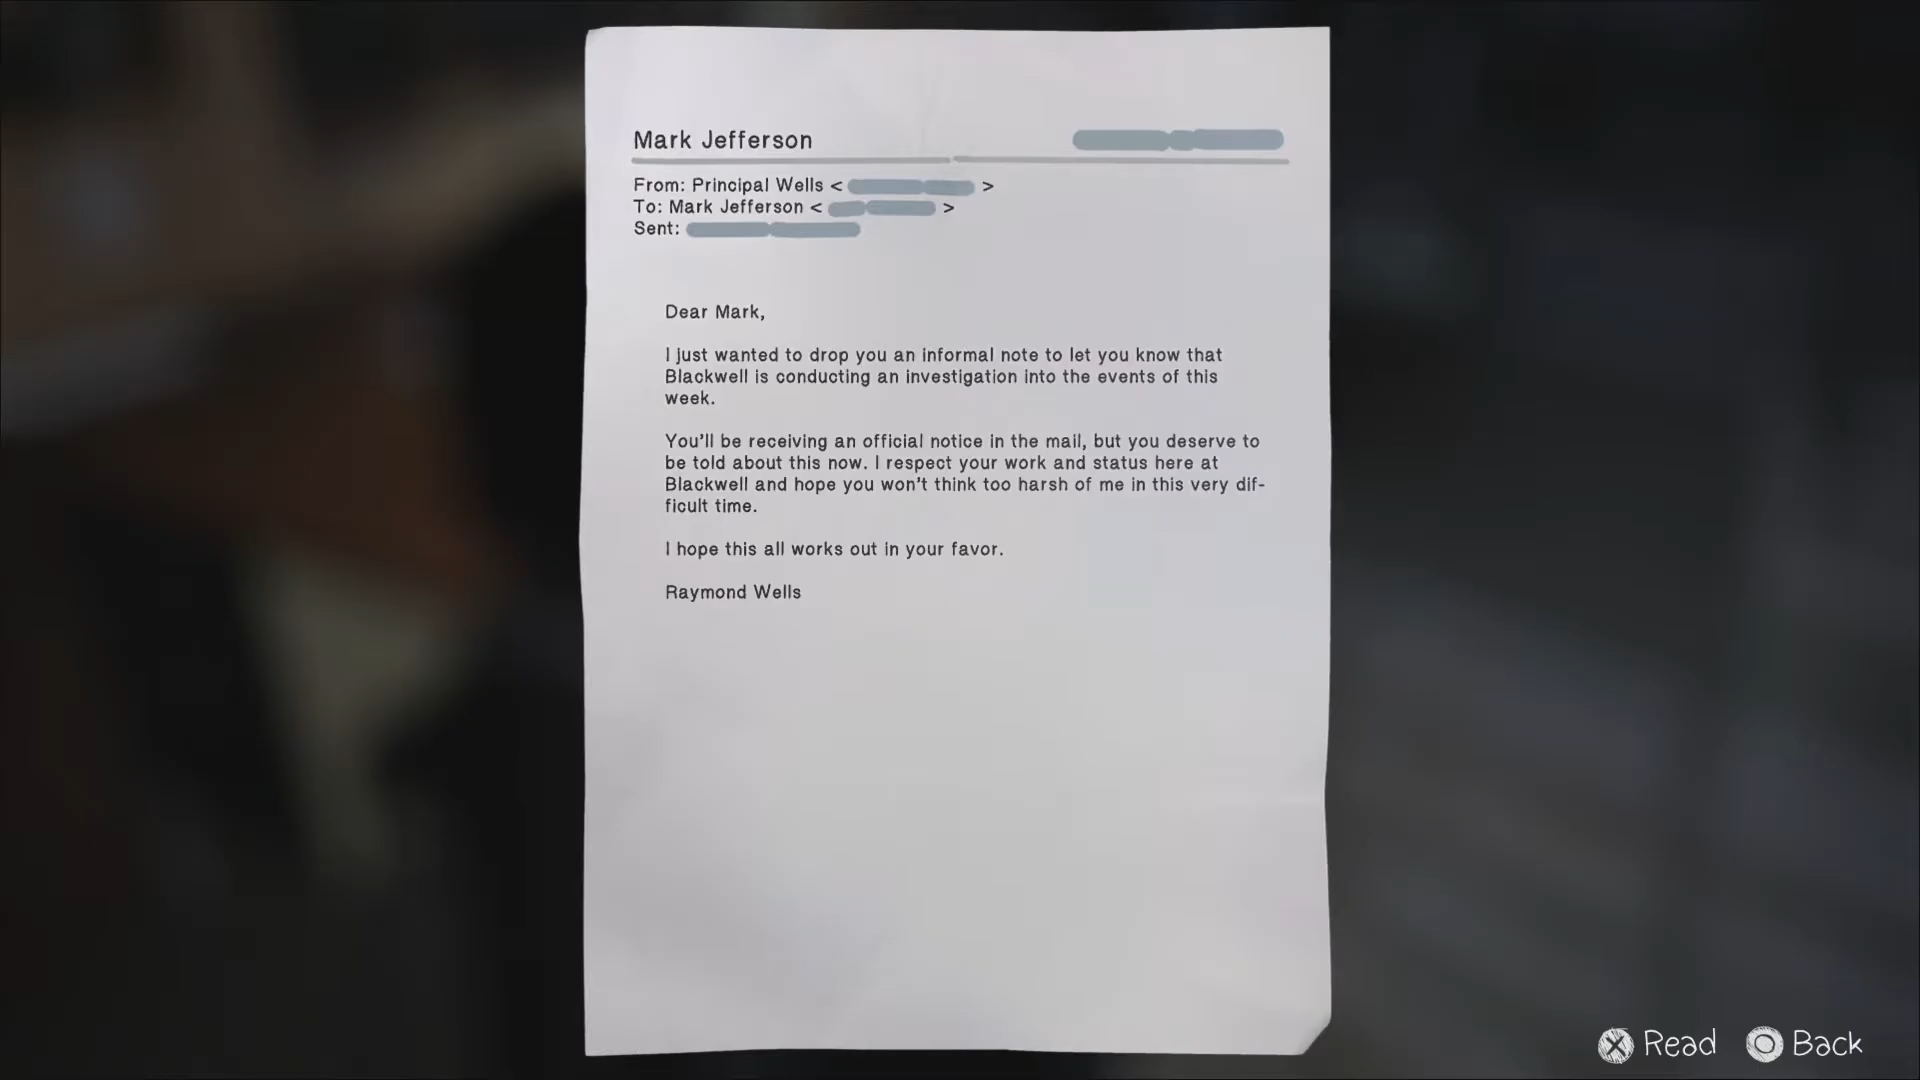 Mark Jefferson
From: Principal Wells < >
To: Mark Jefferson < >
Sent:
Dear Mark,
I just wanted to drop you an informal note to let you know that
Blackwell is conducting an investigation into the events of this
week.
You'll be receiving an official notice in the mail, but you deserve to
be told about this now. I respect your work and status here at
Blackwell and hope you won't think too harsh of me in this very dif-
ficult time.
I hope this all works out in your favor.
Raymond Wells
Read
Back